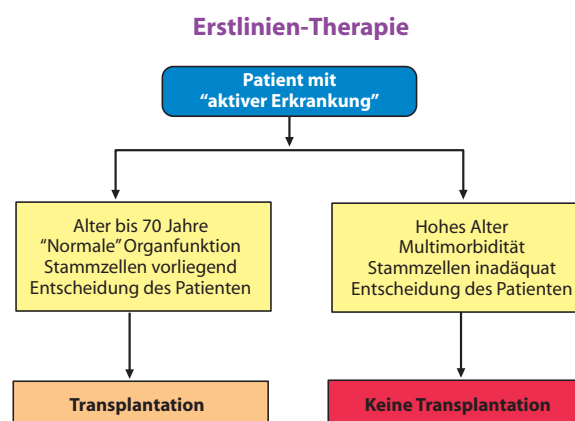 Erstlinien-Therapie
Patient mit
“aktiver Erkrankung”
Alter bis 70 Jahre
“Normale” Organfunktion
Stammzellen vorliegend
Entscheidung des Patienten
Hohes Alter
Multimorbidität
Stammzellen inadäquat
Entscheidung des Patienten
Transplantation
Keine Transplantation